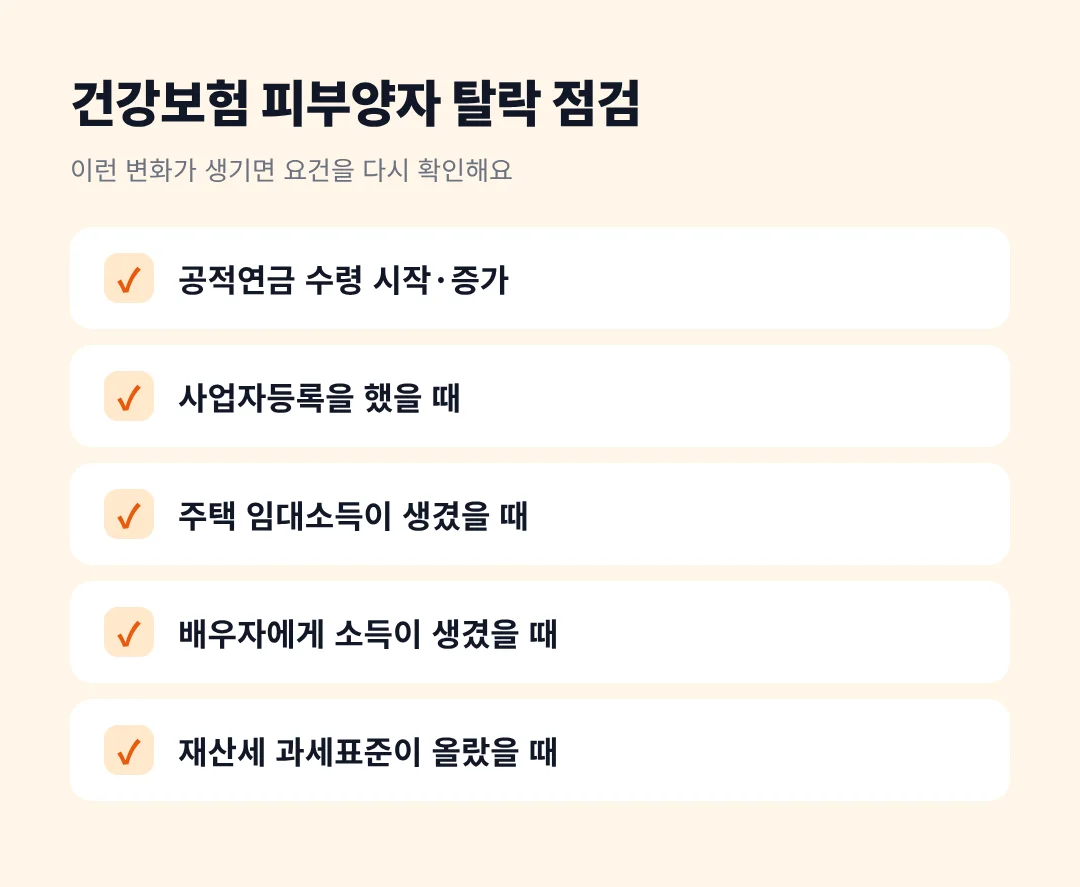 건강보험 피부양자 탈락 점검
이런 변화가 생기면 요건을 다시 확인해요
공적연금 수령 시작·증가
사업자등록을 했을 때
주택 임대소득이 생겼을 때
배우자에게 소득이 생겼을 때
재산세 과세표준이 올랐을 때